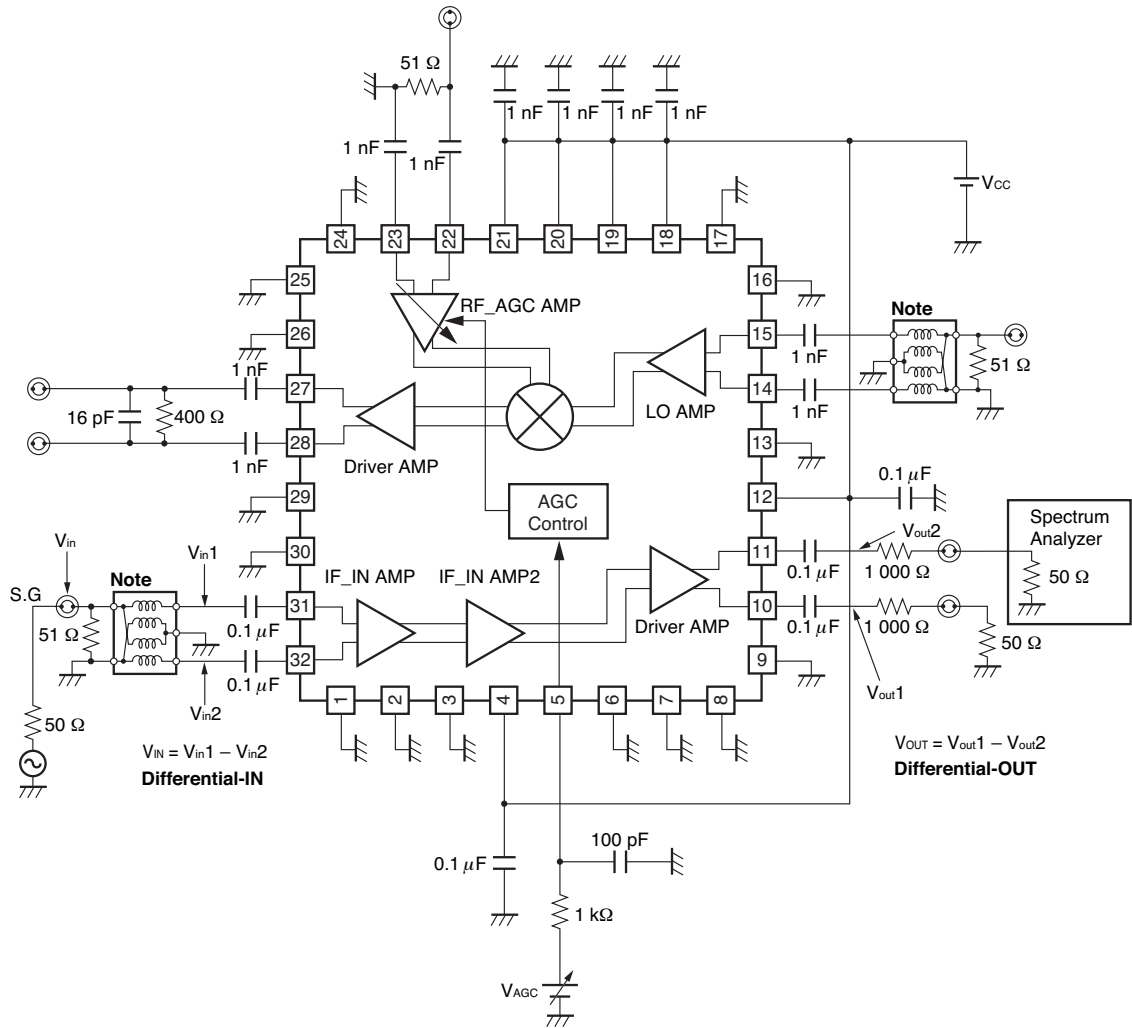 51 Ω
1 nF
1 nF
1 nF
1 nF
1 nF
1 nF
VCC
24
23
22
21
20
19
18
17
25
26
27
28
29
30
31
32
16
15
14
13
12
11
10
9
1
2
3
4
5
6
7
8
RF_AGC AMP
LO AMP
Driver AMP
AGC
Control
IF_IN AMP
IF_IN AMP2
Driver AMP
1 nF
1 nF
16 pF
400 Ω
1 nF
1 nF
Note
51 Ω
0.1 μF
Vout2
0.1 μF
1 000 Ω
0.1 μF
1 000 Ω
Vout1
Spectrum
Analyzer
50 Ω
50 Ω
VOUT = Vout1 – Vout2
Differential-OUT
Vin
Vin1
S.G
Note
51 Ω
0.1 μF
0.1 μF
Vin2
50 Ω
VIN = Vin1 – Vin2
Differential-IN
0.1 μF
100 pF
1 kΩ
VAGC